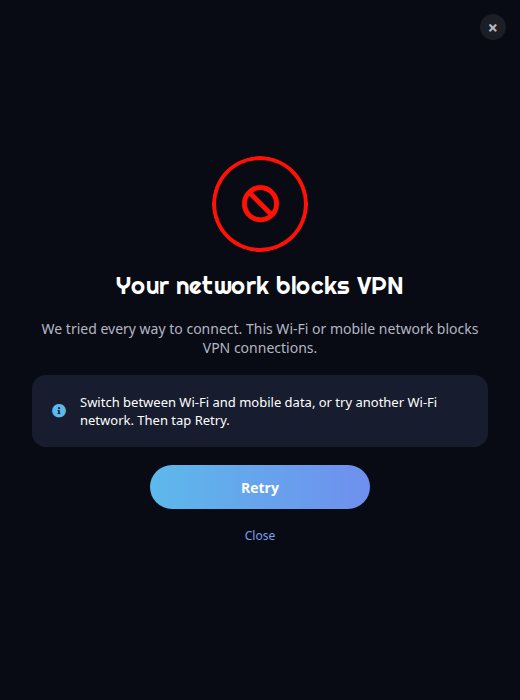 Your network blocks VPN
We tried every way to connect. This Wi-Fi or mobile network blocks
VPN connections.
Switch between Wi-Fi and mobile data, or try another Wi-Fi
network. Then tap Retry.
Retry
Close